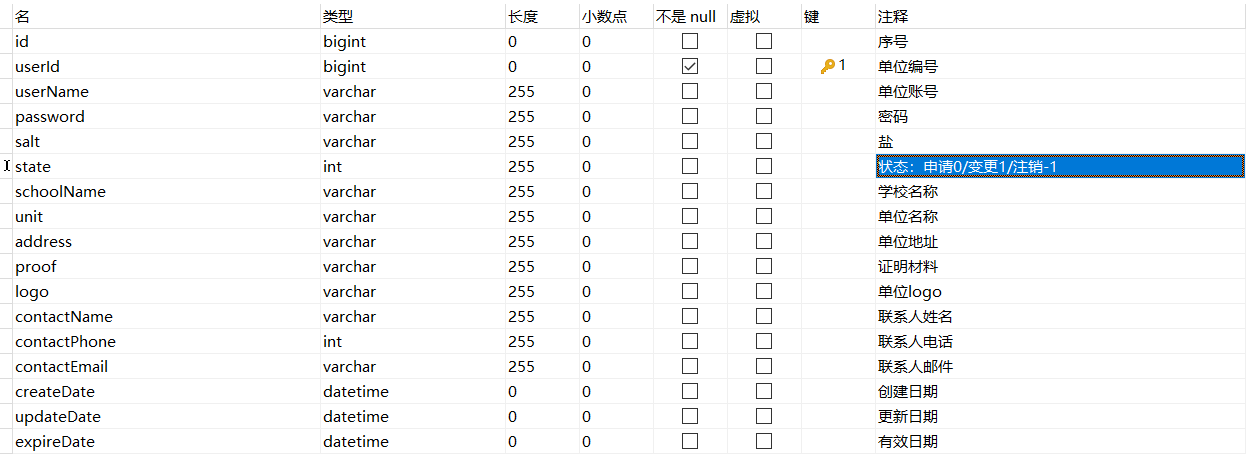 名 类型 长度 小数点 不是 null 虚拟 键 注释
id bigint 0 0 序号
userId bigint 0 0 1 单位编号
userName varchar 255 0 单位账号
password varchar 255 0 密码
salt varchar 255 0 盐
state int 255 0 状态：申请0/变更1/注销-1
schoolName varchar 255 0 学校名称
unit varchar 255 0 单位名称
address varchar 255 0 单位地址
proof varchar 255 0 证明材料
logo varchar 255 0 单位logo
contactName varchar 255 0 联系人姓名
contactPhone int 255 0 联系人电话
contactEmail varchar 255 0 联系人邮件
createDate datetime 0 0 创建日期
updateDate datetime 0 0 更新日期
expireDate datetime 0 0 有效日期